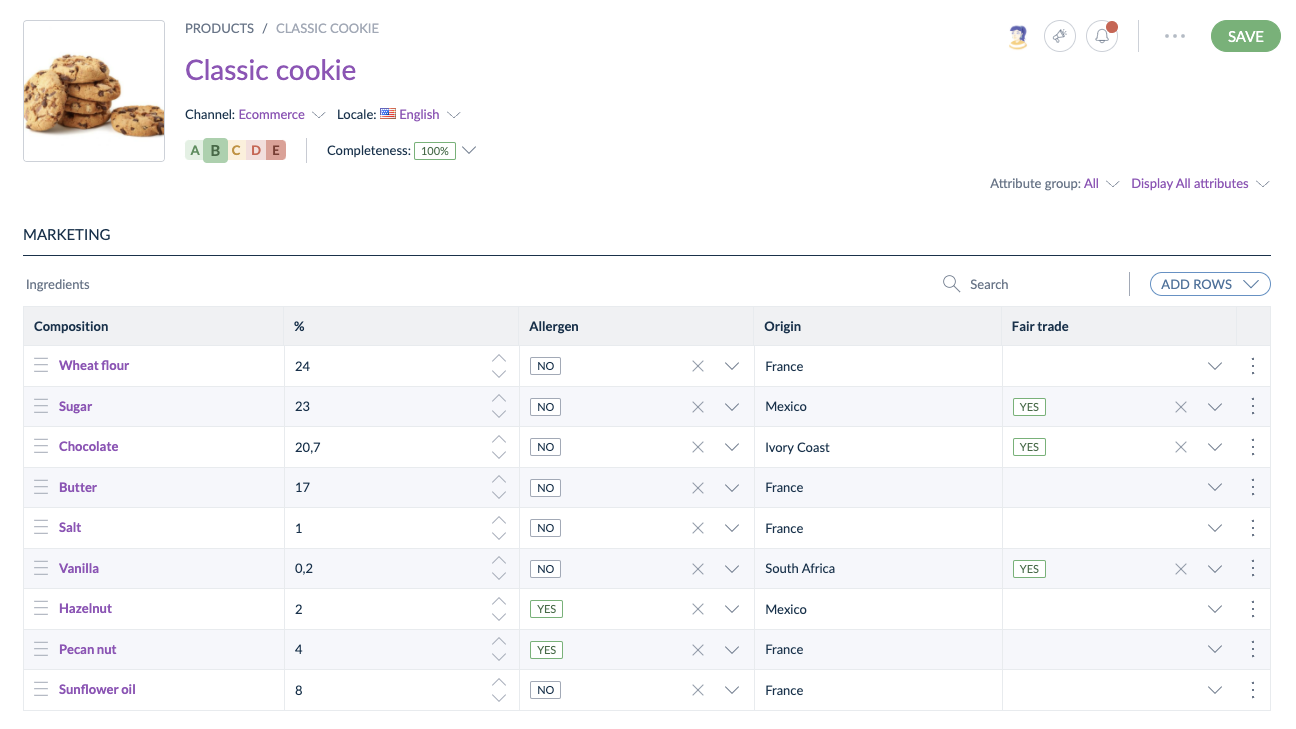 PRODUCTS / CLASSIC COOKIE
SAVE
Classic cookie
Channel: Ecommerce Locale: English
A B C D E Completeness: 100%
Attribute group: All Display All attributes
MARKETING
Ingredients Search ADD ROWS
Composition % Allergen Origin Fair trade
Wheat flour 24 NO France
Sugar 23 NO Mexico YES
Chocolate 20,7 NO Ivory Coast YES
Butter 17 NO France
Salt 1 NO France
Vanilla 0,2 NO South Africa YES
Hazelnut 2 YES Mexico
Pecan nut 4 YES France
Sunflower oil 8 NO France